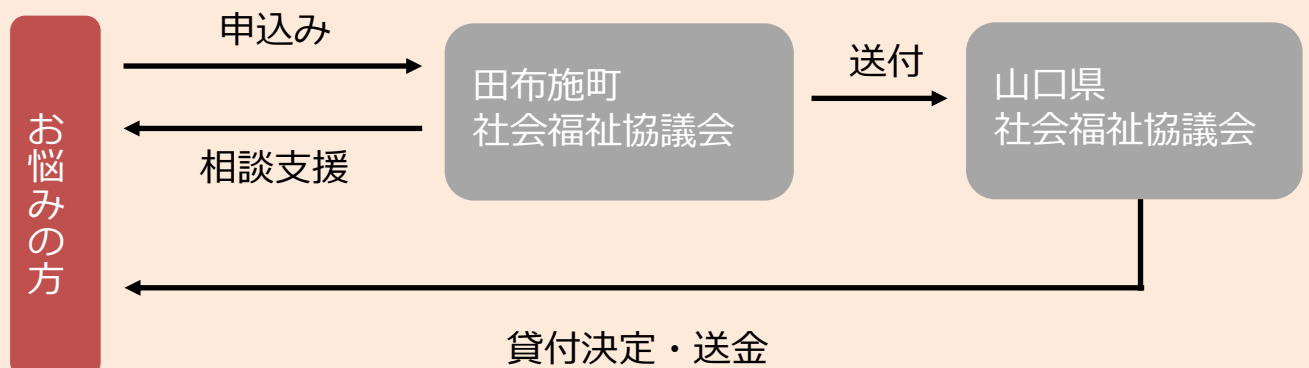 お悩みの方
申込み
相談支援
田布施町
社会福祉協議会
送付
山口県
社会福祉協議会
貸付決定・送金